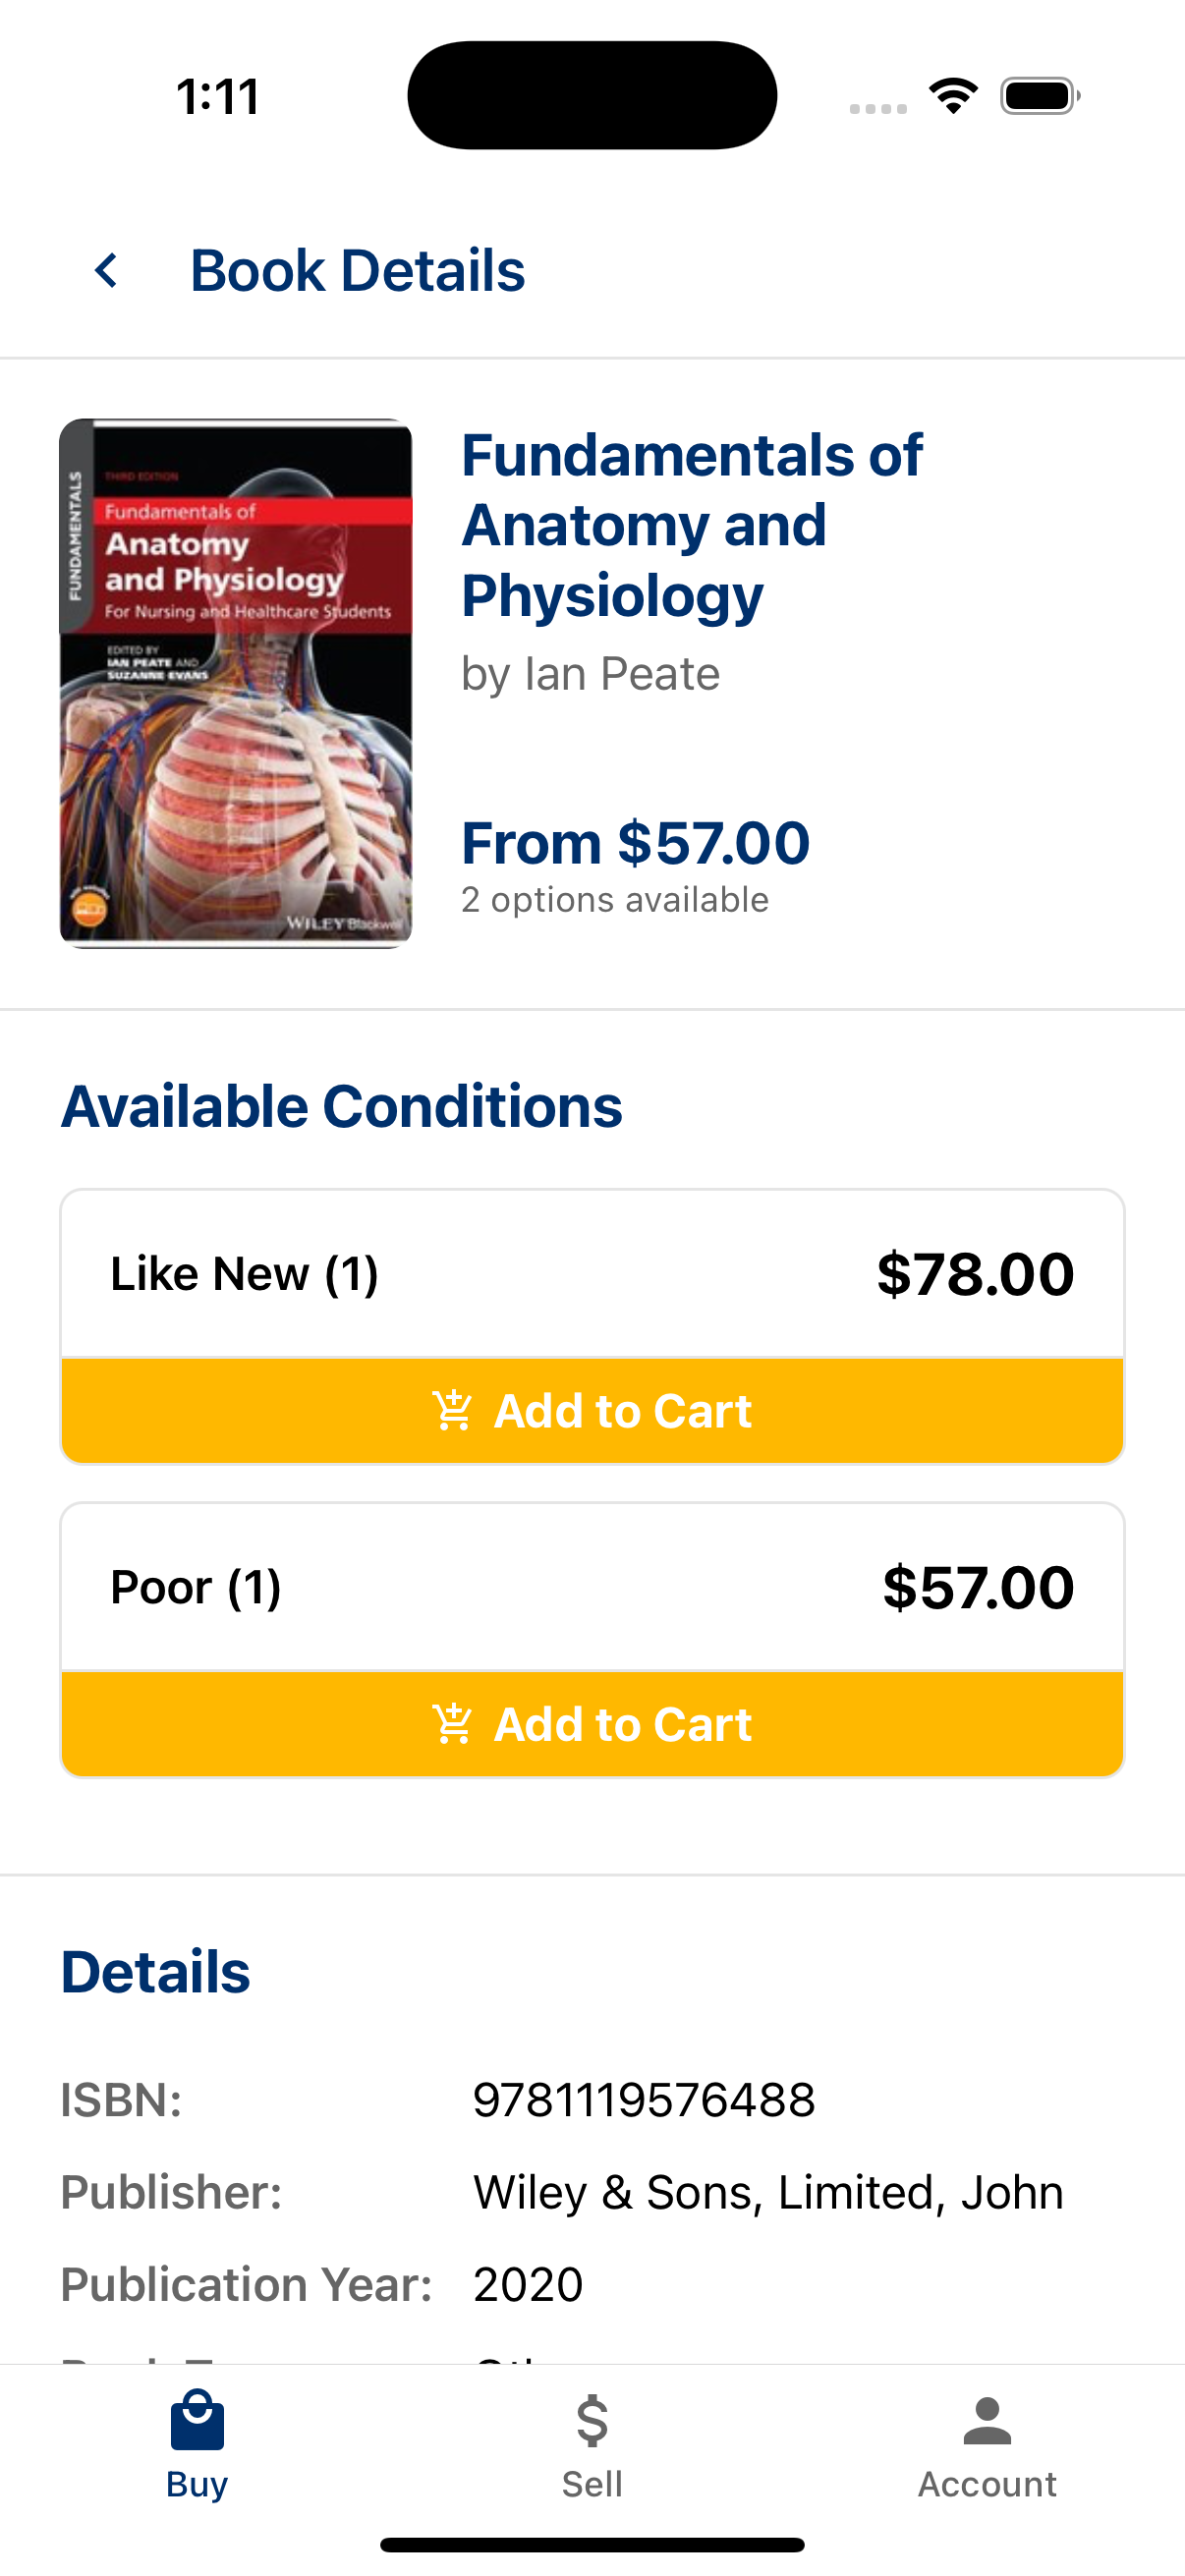 1:11
Book Details
FUNDAMENTALS
THIRD EDITION
Fundamentals of
Anatomy
and Physiology
For Nursing and Healthcare Students
EDITED BY
IAN PEATE AND
SUZANNE EVANS
WILEY Blackwell
Fundamentals of
Anatomy and
Physiology
by Ian Peate
From $57.00
2 options available
Available Conditions
Like New (1)
$78.00
Add to Cart
Poor (1)
$57.00
Add to Cart
Details
ISBN:
9781119576488
Publisher:
Wiley & Sons, Limited, John
Publication Year:
2020
Buy
Sell
Account